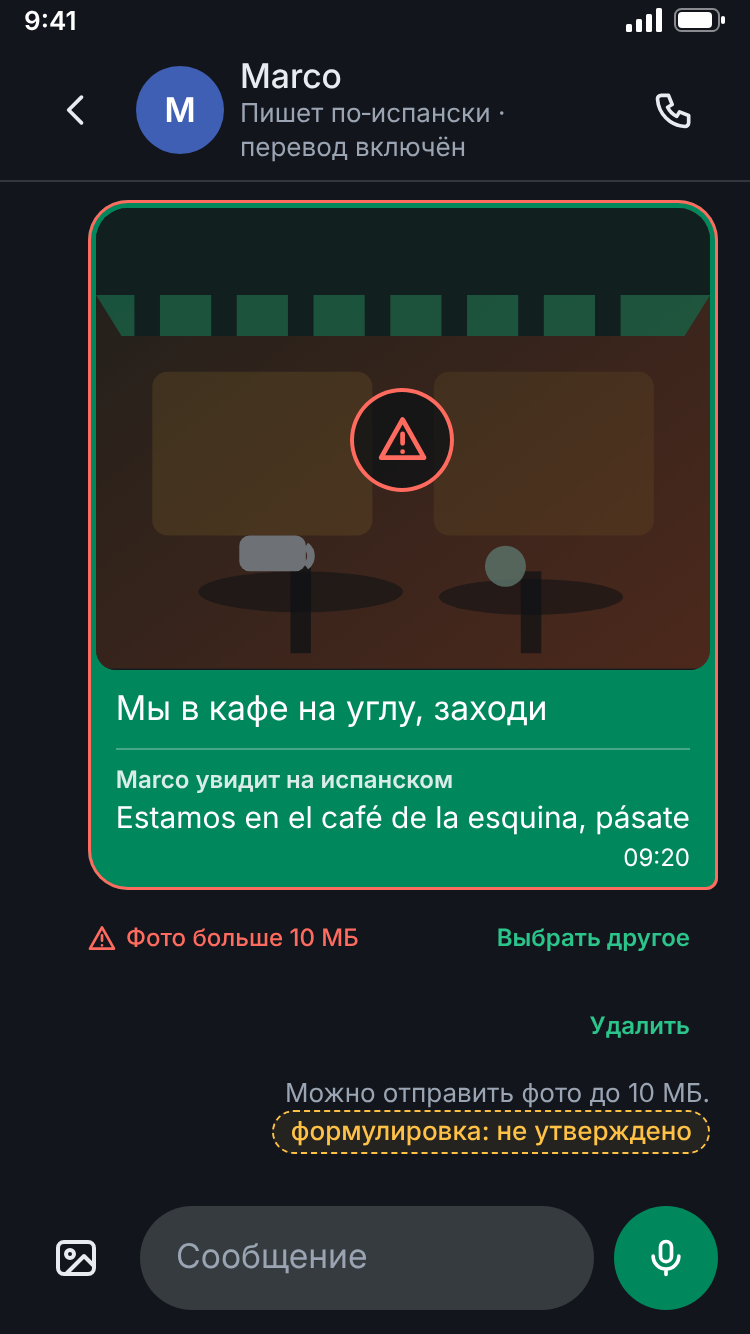 9:41
M
Marco
Пишет по-испански ·
перевод включён
Мы в кафе на углу, заходи
Marco увидит на испанском
Estamos en el café de la esquina, pásate
09:20
Фото больше 10 МБ
Выбрать другое
Удалить
Можно отправить фото до 10 МБ.
формулировка: не утверждено
Сообщение